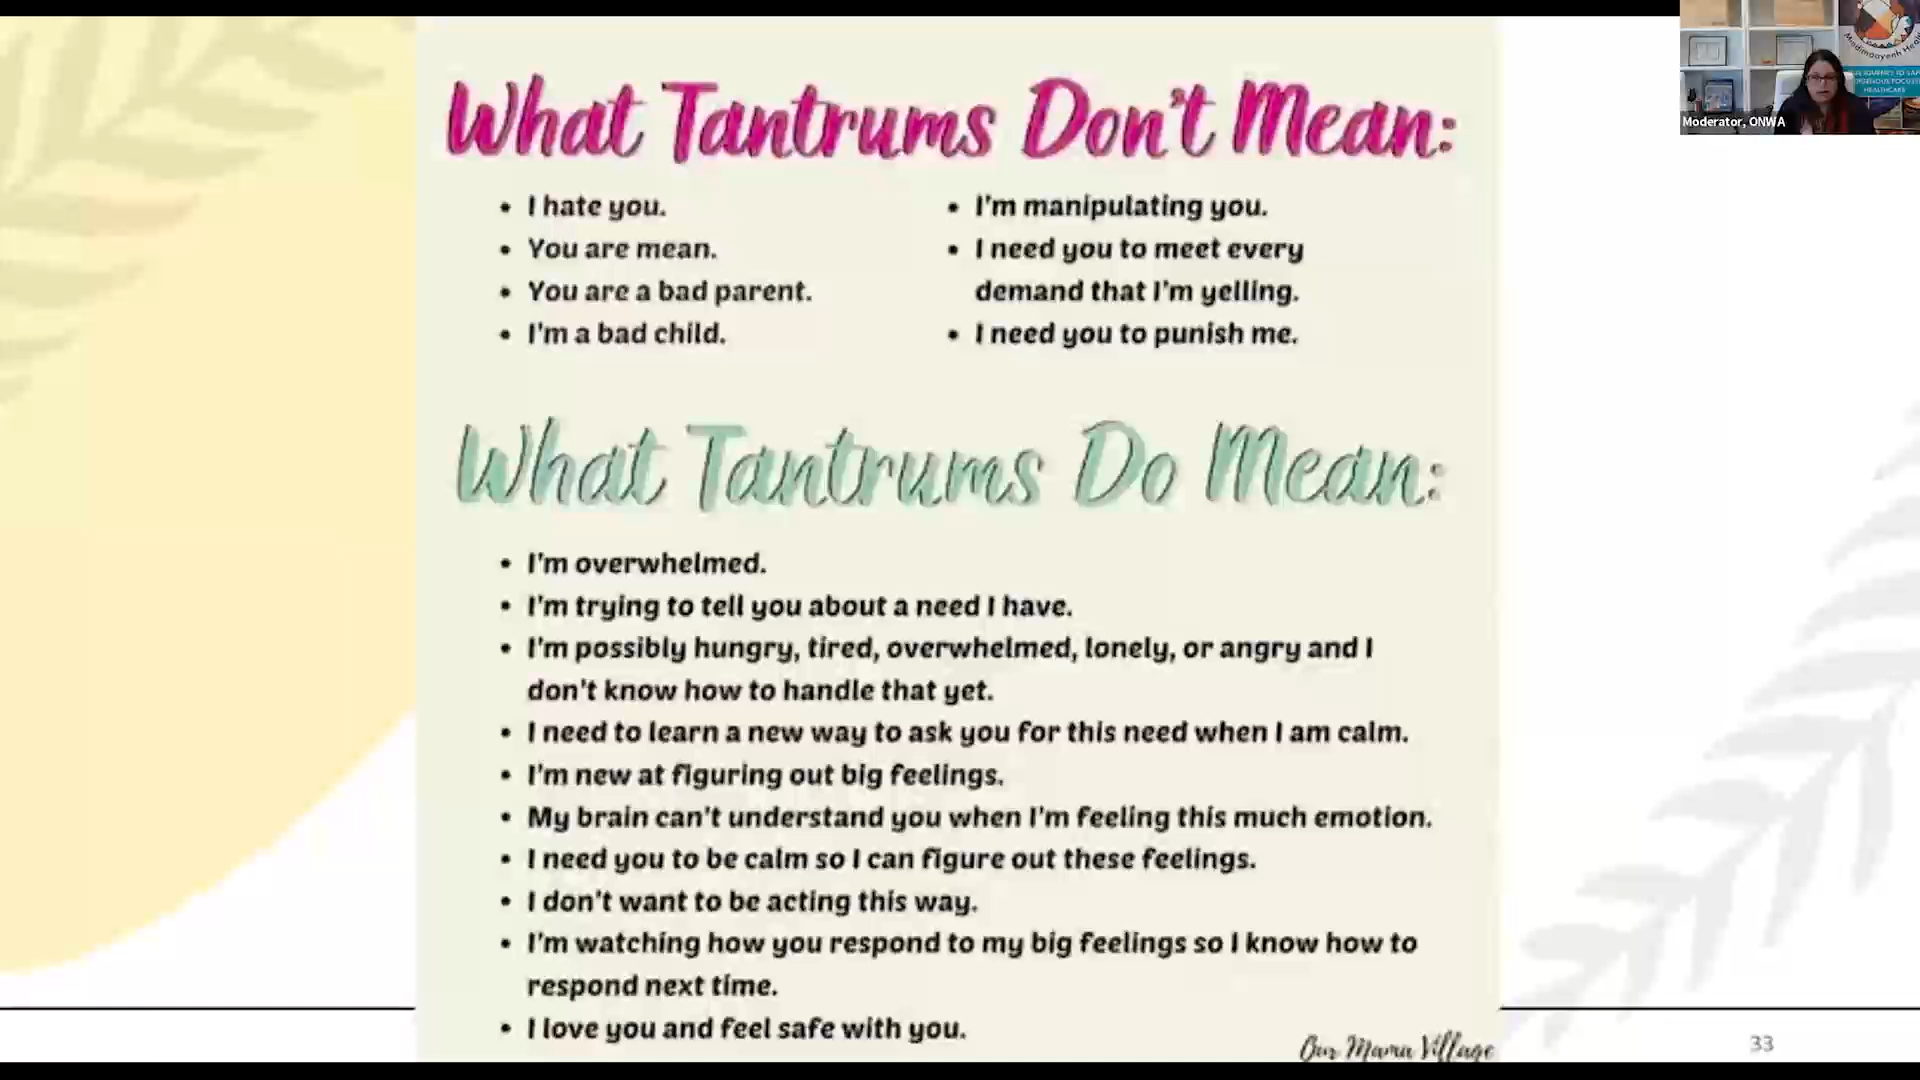 What Tantrums Don't Mean:
• I hate you.
• You are mean.
• You are a bad parent.
• I'm a bad child.
• I'm manipulating you.
• I need you to meet every
demand that I'm yelling.
• I need you to punish me.
What Tantrums Do Mean:
• I'm overwhelmed.
• I'm trying to tell you about a need I have.
• I'm possibly hungry, tired, overwhelmed, lonely, or angry and I
don't know how to handle that yet.
• I need to learn a new way to ask you for this need when I am calm.
• I'm new at figuring out big feelings.
• My brain can't understand you when I'm feeling this much emotion.
• I need you to be calm so I can figure out these feelings.
• I don't want to be acting this way.
• I'm watching how you respond to my big feelings so I know how to
respond next time.
• I love you and feel safe with you.
Our Mama Village
33
Moderator, ONWA
HEALTHCARE